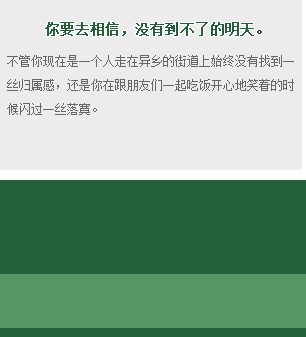 你要去相信，没有到不了的明天。
不管你现在是一个人走在异乡的街道上始终没有找到一
丝归属感，还是你在跟朋友们一起吃饭开心地笑着的时
候闪过一丝落寞。